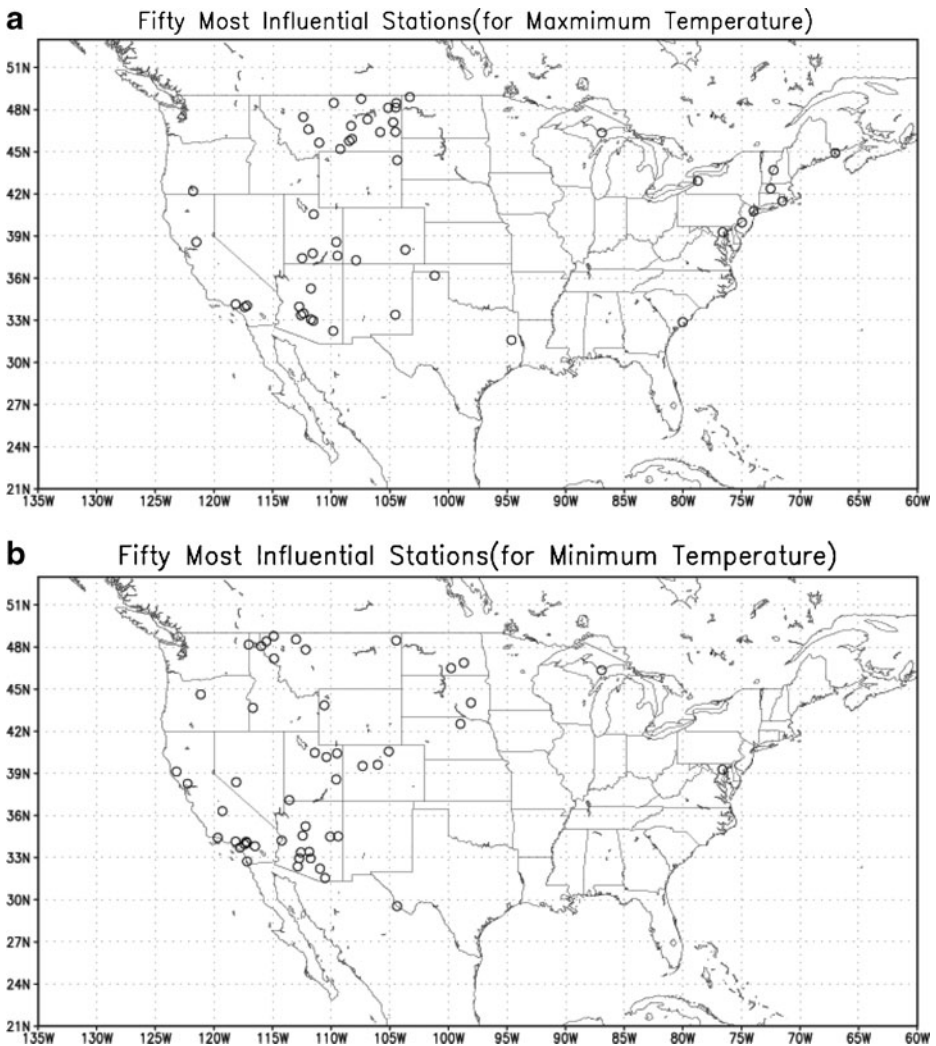 a Fifty Most Influential Stations(for Maxmimum Temperature)
51N
48N
45N
42N
39N
36N
33N
30N
27N
24N
21N
135W 130W 125W 120W 115W 110W 105W 100W 95W 90W 85W 80W 75W 70W 65W 60W
b Fifty Most Influential Stations(for Minimum Temperature)
51N
48N
45N
42N
39N
36N
33N
30N
27N
24N
21N
135W 130W 125W 120W 115W 110W 105W 100W 95W 90W 85W 80W 75W 70W 65W 60W